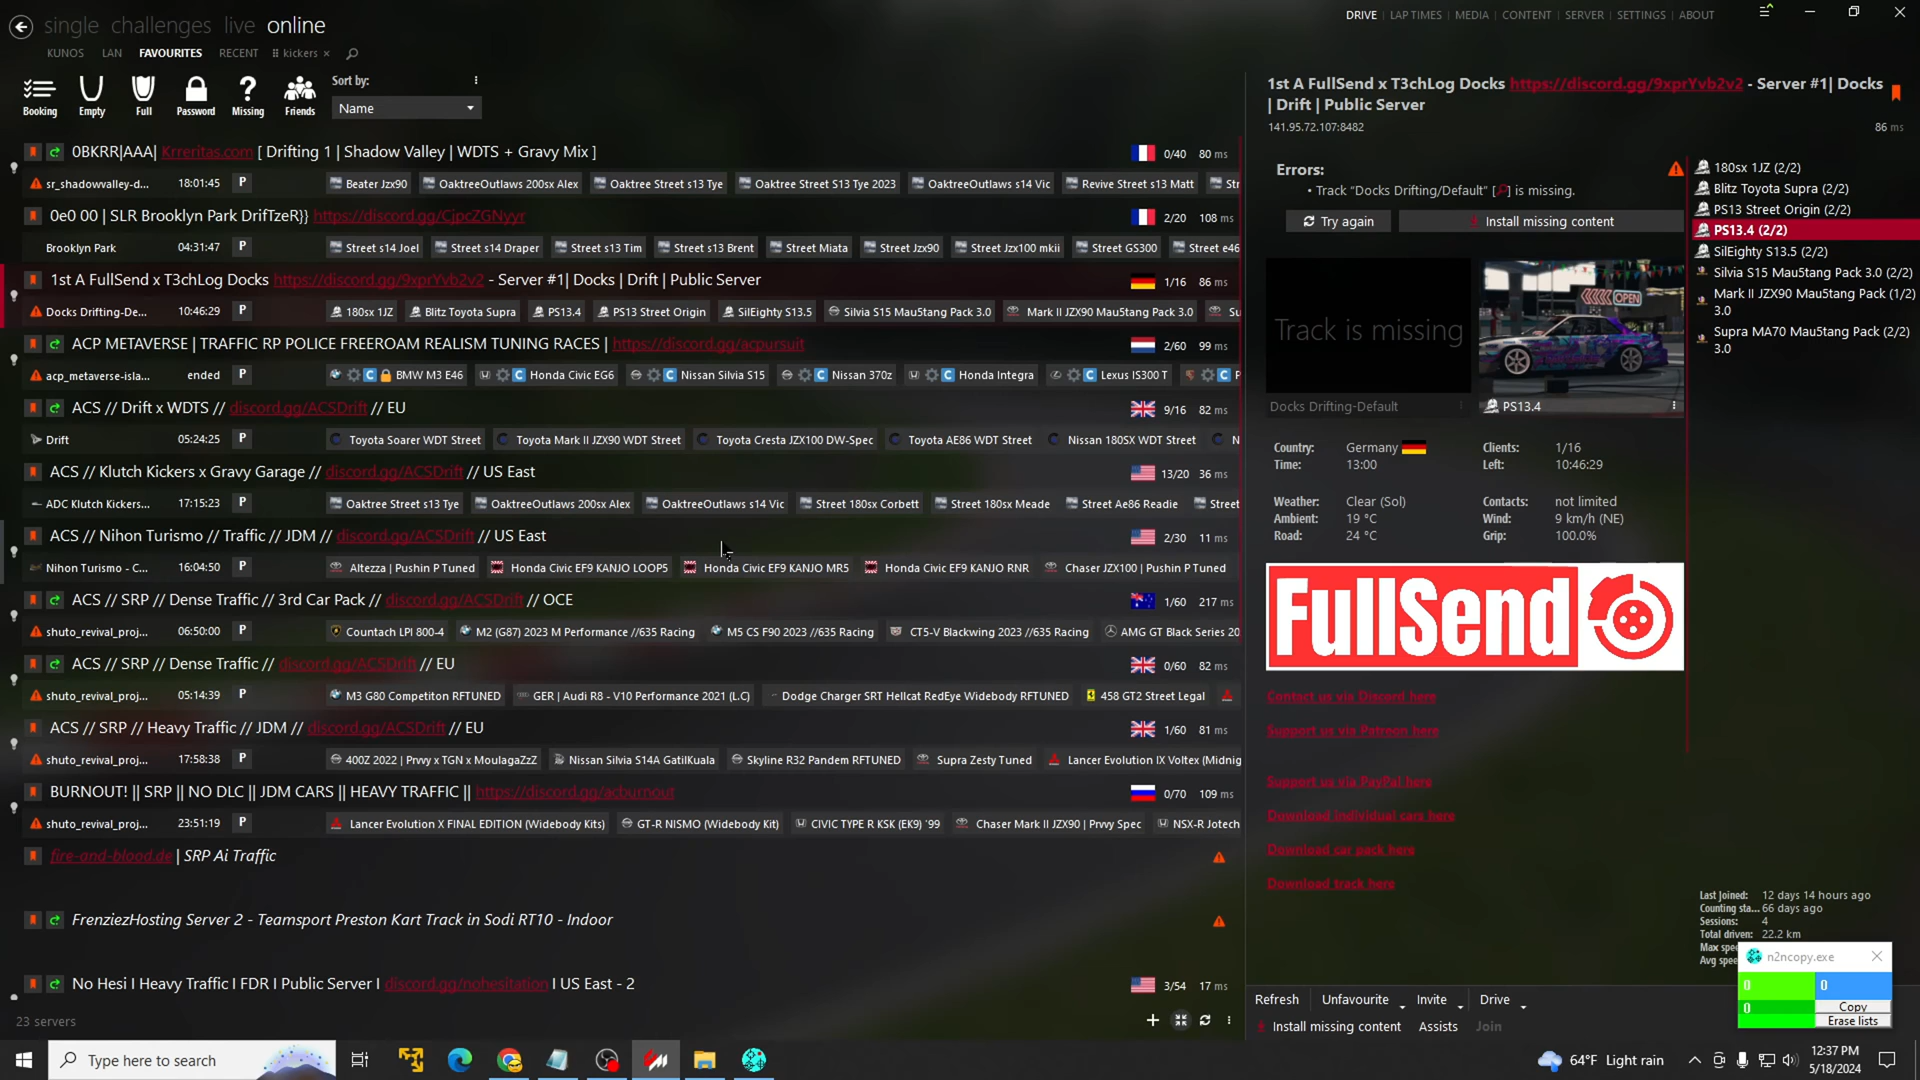 single challenges live online
DRIVE | LAP TIMES | MEDIA | CONTENT | SERVER | SETTINGS | ABOUT
KUNOS LAN FAVOURITES RECENT kickers ×
Booking Empty Full Password Missing Friends
Sort by:
Name
0BKRR|AAA| Krreritas.com [ Drifting 1 | Shadow Valley | WDTS + Gravy Mix ] 0/40 80 ms
sr_shadowvalley-d... 18:01:45 P Beater Jzx90 OaktreeOutlaws 200sx Alex Oaktree Street s13 Tye Oaktree Street S13 Tye 2023 OaktreeOutlaws s14 Vic Revive Street s13 Matt Str
0e0 00 | SLR Brooklyn Park DrifTzeR}} https://discord.gg/CjpcZGNyyr 2/20 108 ms
Brooklyn Park 04:31:47 P Street s14 Joel Street s14 Draper Street s13 Tim Street s13 Brent Street Miata Street Jzx90 Street Jzx100 mkii Street GS300 Street e46
1st A FullSend x T3chLog Docks https://discord.gg/9xprYvb2v2 - Server #1| Docks | Drift | Public Server 1/16 86 ms
Docks Drifting-De... 10:46:29 P 180sx 1JZ Blitz Toyota Supra PS13.4 PS13 Street Origin SilEighty S13.5 Silvia S15 Mau5tang Pack 3.0 Mark II JZX90 Mau5tang Pack 3.0 Su
ACP METAVERSE | TRAFFIC RP POLICE FREEROAM REALISM TUNING RACES | https://discord.gg/acpursuit 2/60 99 ms
acp_metaverse-isla... ended P C BMW M3 E46 C Honda Civic EG6 C Nissan Silvia S15 C Nissan 370z C Honda Integra C Lexus IS300 T C F
ACS // Drift x WDTS // discord.gg/ACSDrift // EU 9/16 82 ms
Drift 05:24:25 P Toyota Soarer WDT Street Toyota Mark II JZX90 WDT Street Toyota Cresta JZX100 DW-Spec Toyota AE86 WDT Street Nissan 180SX WDT Street N
ACS // Klutch Kickers x Gravy Garage // discord.gg/ACSDrift // US East 13/20 36 ms
ADC Klutch Kickers... 17:15:23 P Oaktree Street s13 Tye OaktreeOutlaws 200sx Alex OaktreeOutlaws s14 Vic Street 180sx Corbett Street 180sx Meade Street Ae86 Readie Street
ACS // Nihon Turismo // Traffic // JDM // discord.gg/ACSDrift // US East 2/30 11 ms
Nihon Turismo - C... 16:04:50 P Altezza | Pushin P Tuned Honda Civic EF9 KANJO LOOP5 Honda Civic EF9 KANJO MR5 Honda Civic EF9 KANJO RNR Chaser JZX100 | Pushin P Tuned
ACS // SRP // Dense Traffic // 3rd Car Pack // discord.gg/ACSDrift // OCE 1/60 217 ms
shuto_revival_proj... 06:50:00 P Countach LPI 800-4 M2 (G87) 2023 M Performance //635 Racing M5 CS F90 2023 //635 Racing CT5-V Blackwing 2023 //635 Racing AMG GT Black Series 20
ACS // SRP // Dense Traffic // discord.gg/ACSDrift // EU 0/60 82 ms
shuto_revival_proj... 05:14:39 P M3 G80 Competiton RFTUNED GER | Audi R8 - V10 Performance 2021 (L.C) Dodge Charger SRT Hellcat RedEye Widebody RFTUNED 458 GT2 Street Legal
ACS // SRP // Heavy Traffic // JDM // discord.gg/ACSDrift // EU 1/60 81 ms
shuto_revival_proj... 17:58:38 P 400Z 2022 | Prvvy x TGN x MoulagaZzZ Nissan Silvia S14A GatilKuala Skyline R32 Pandem RFTUNED Supra Zesty Tuned Lancer Evolution IX Voltex (Midnig
BURNOUT! || SRP || NO DLC || JDM CARS || HEAVY TRAFFIC || https://discord.gg/acburnout 0/70 109 ms
shuto_revival_proj... 23:51:19 P Lancer Evolution X FINAL EDITION (Widebody Kits) GT-R NISMO (Widebody Kit) CIVIC TYPE R KSK (EK9) '99 Chaser Mark II JZX90 | Prvvy Spec NSX-R Jotech
fire-and-blood.de | SRP Ai Traffic
FrenziezHosting Server 2 - Teamsport Preston Kart Track in Sodi RT10 - Indoor
No Hesi I Heavy Traffic I FDR I Public Server I discord.gg/nohesitation I US East - 2 3/54 17 ms
23 servers
1st A FullSend x T3chLog Docks https://discord.gg/9xprYvb2v2 - Server #1| Docks
| Drift | Public Server
141.95.72.107:8482 86 ms
Errors:
• Track “Docks Drifting/Default” [ ] is missing.
Try again Install missing content
Track is missing
OPEN
Docks Drifting-Default PS13.4
180sx 1JZ (2/2)
Blitz Toyota Supra (2/2)
PS13 Street Origin (2/2)
PS13.4 (2/2)
SilEighty S13.5 (2/2)
Silvia S15 Mau5tang Pack 3.0 (2/2)
Mark II JZX90 Mau5tang Pack (1/2)
3.0
Supra MA70 Mau5tang Pack (2/2)
3.0
Country: Germany Clients: 1/16
Time: 13:00 Left: 10:46:29
Weather: Clear (Sol) Contacts: not limited
Ambient: 19 °C Wind: 9 km/h (NE)
Road: 24 °C Grip: 100.0%
FullSend
Contact us via Discord here
Support us via Patreon here
Support us via PayPal here
Download individual cars here
Download car pack here
Download track here
Last Joined: 12 days 14 hours ago
Counting sta... 66 days ago
Sessions: 4
Total driven: 22.2 km
Max spe
Avg spee
n2ncopy.exe
0 0
0 Copy
Erase lists
Refresh Unfavourite Invite Drive
Install missing content Assists Join
Type here to search
64°F Light rain
12:37 PM
5/18/2024